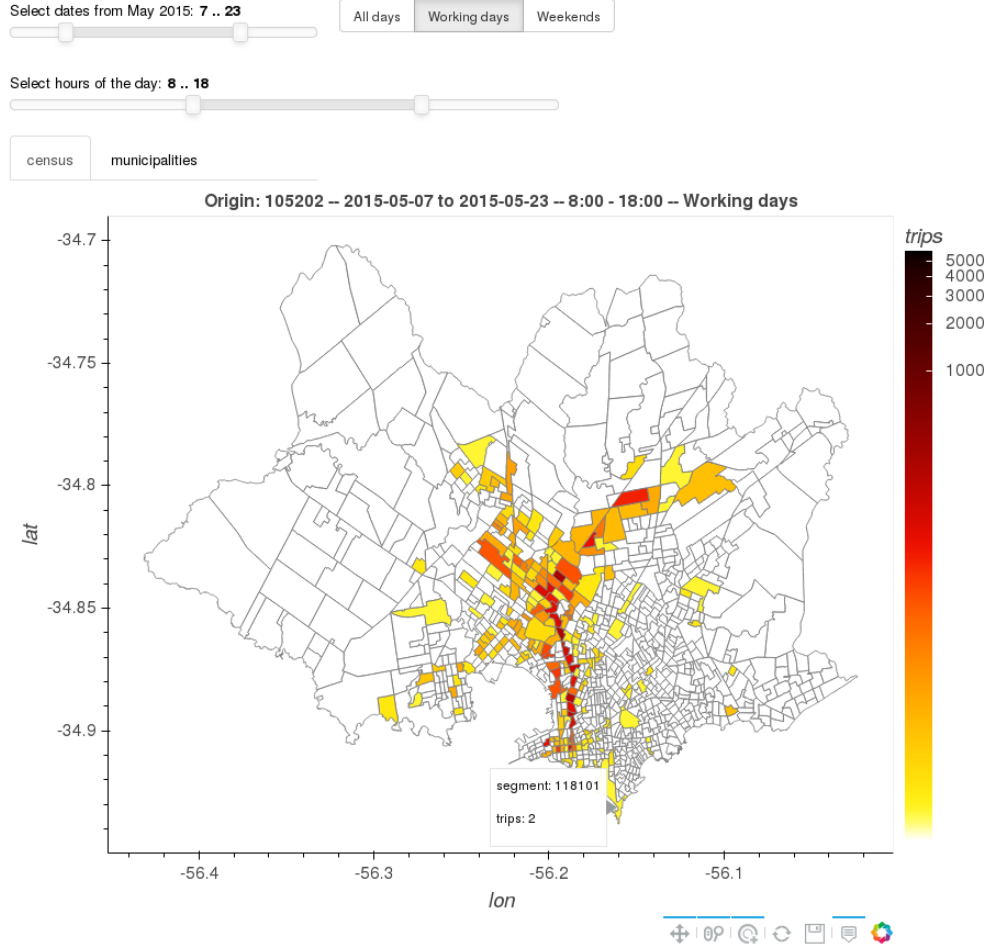 Select dates from May 2015: 7 .. 23
All days Working days Weekends
Select hours of the day: 8 .. 18
census municipalities
Origin: 105202 -- 2015-05-07 to 2015-05-23 -- 8:00 - 18:00 -- Working days
trips
5000
4000
3000
2000
1000
-34.7
-34.75
-34.8
-34.85
-34.9
lat
segment: 118101
trips: 2
-56.4 -56.3 -56.2 -56.1
lon